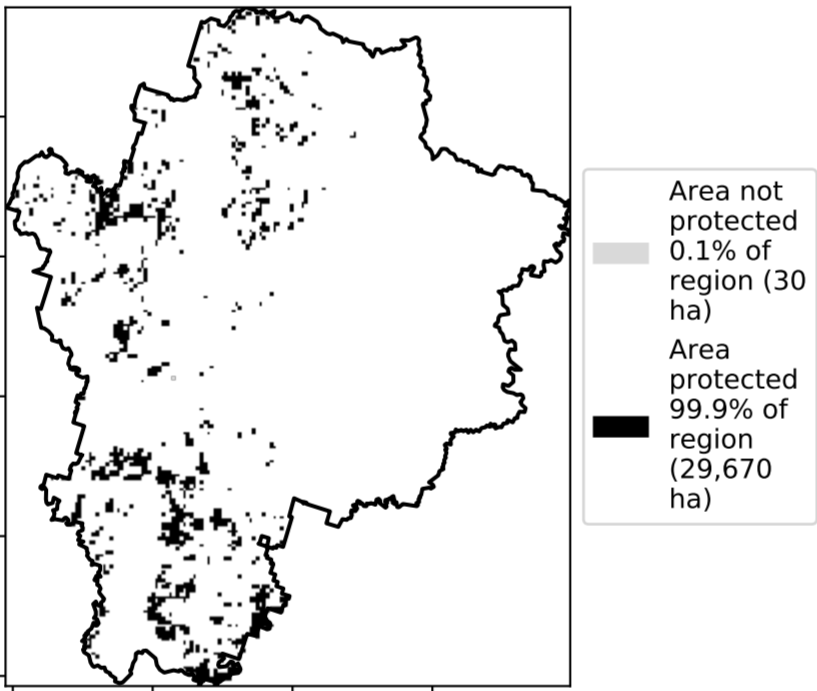 Area not
protected
0.1% of
region (30
ha)
Area
protected
99.9% of
region
(29,670
ha)